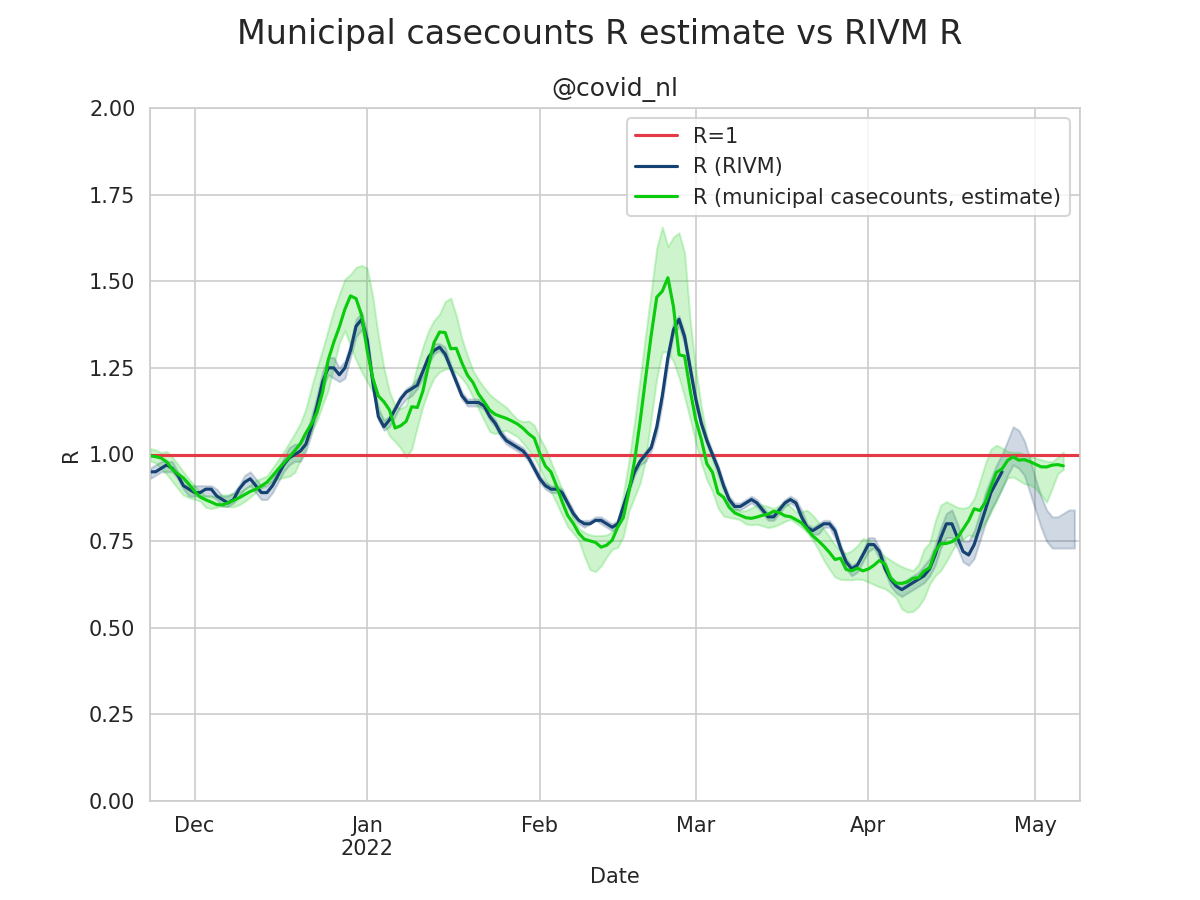 Municipal casecounts R estimate vs RIVM R
@covid_nl
R=1
R (RIVM)
R (municipal casecounts, estimate)
2.00
1.75
1.50
1.25
1.00
0.75
0.50
0.25
0.00
R
Dec Jan Feb Mar Apr May
2022
Date